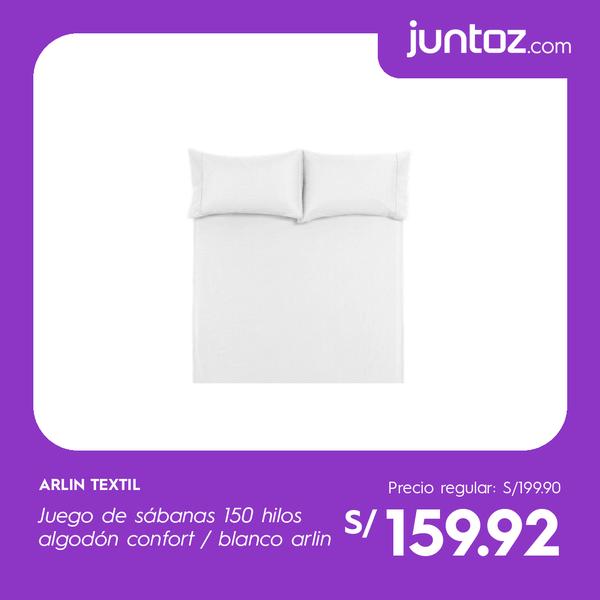 juntoz.com
ARLIN TEXTIL
Juego de sábanas 150 hilos
algodón confort / blanco arlin
Precio regular: S/199.90
S/159.92